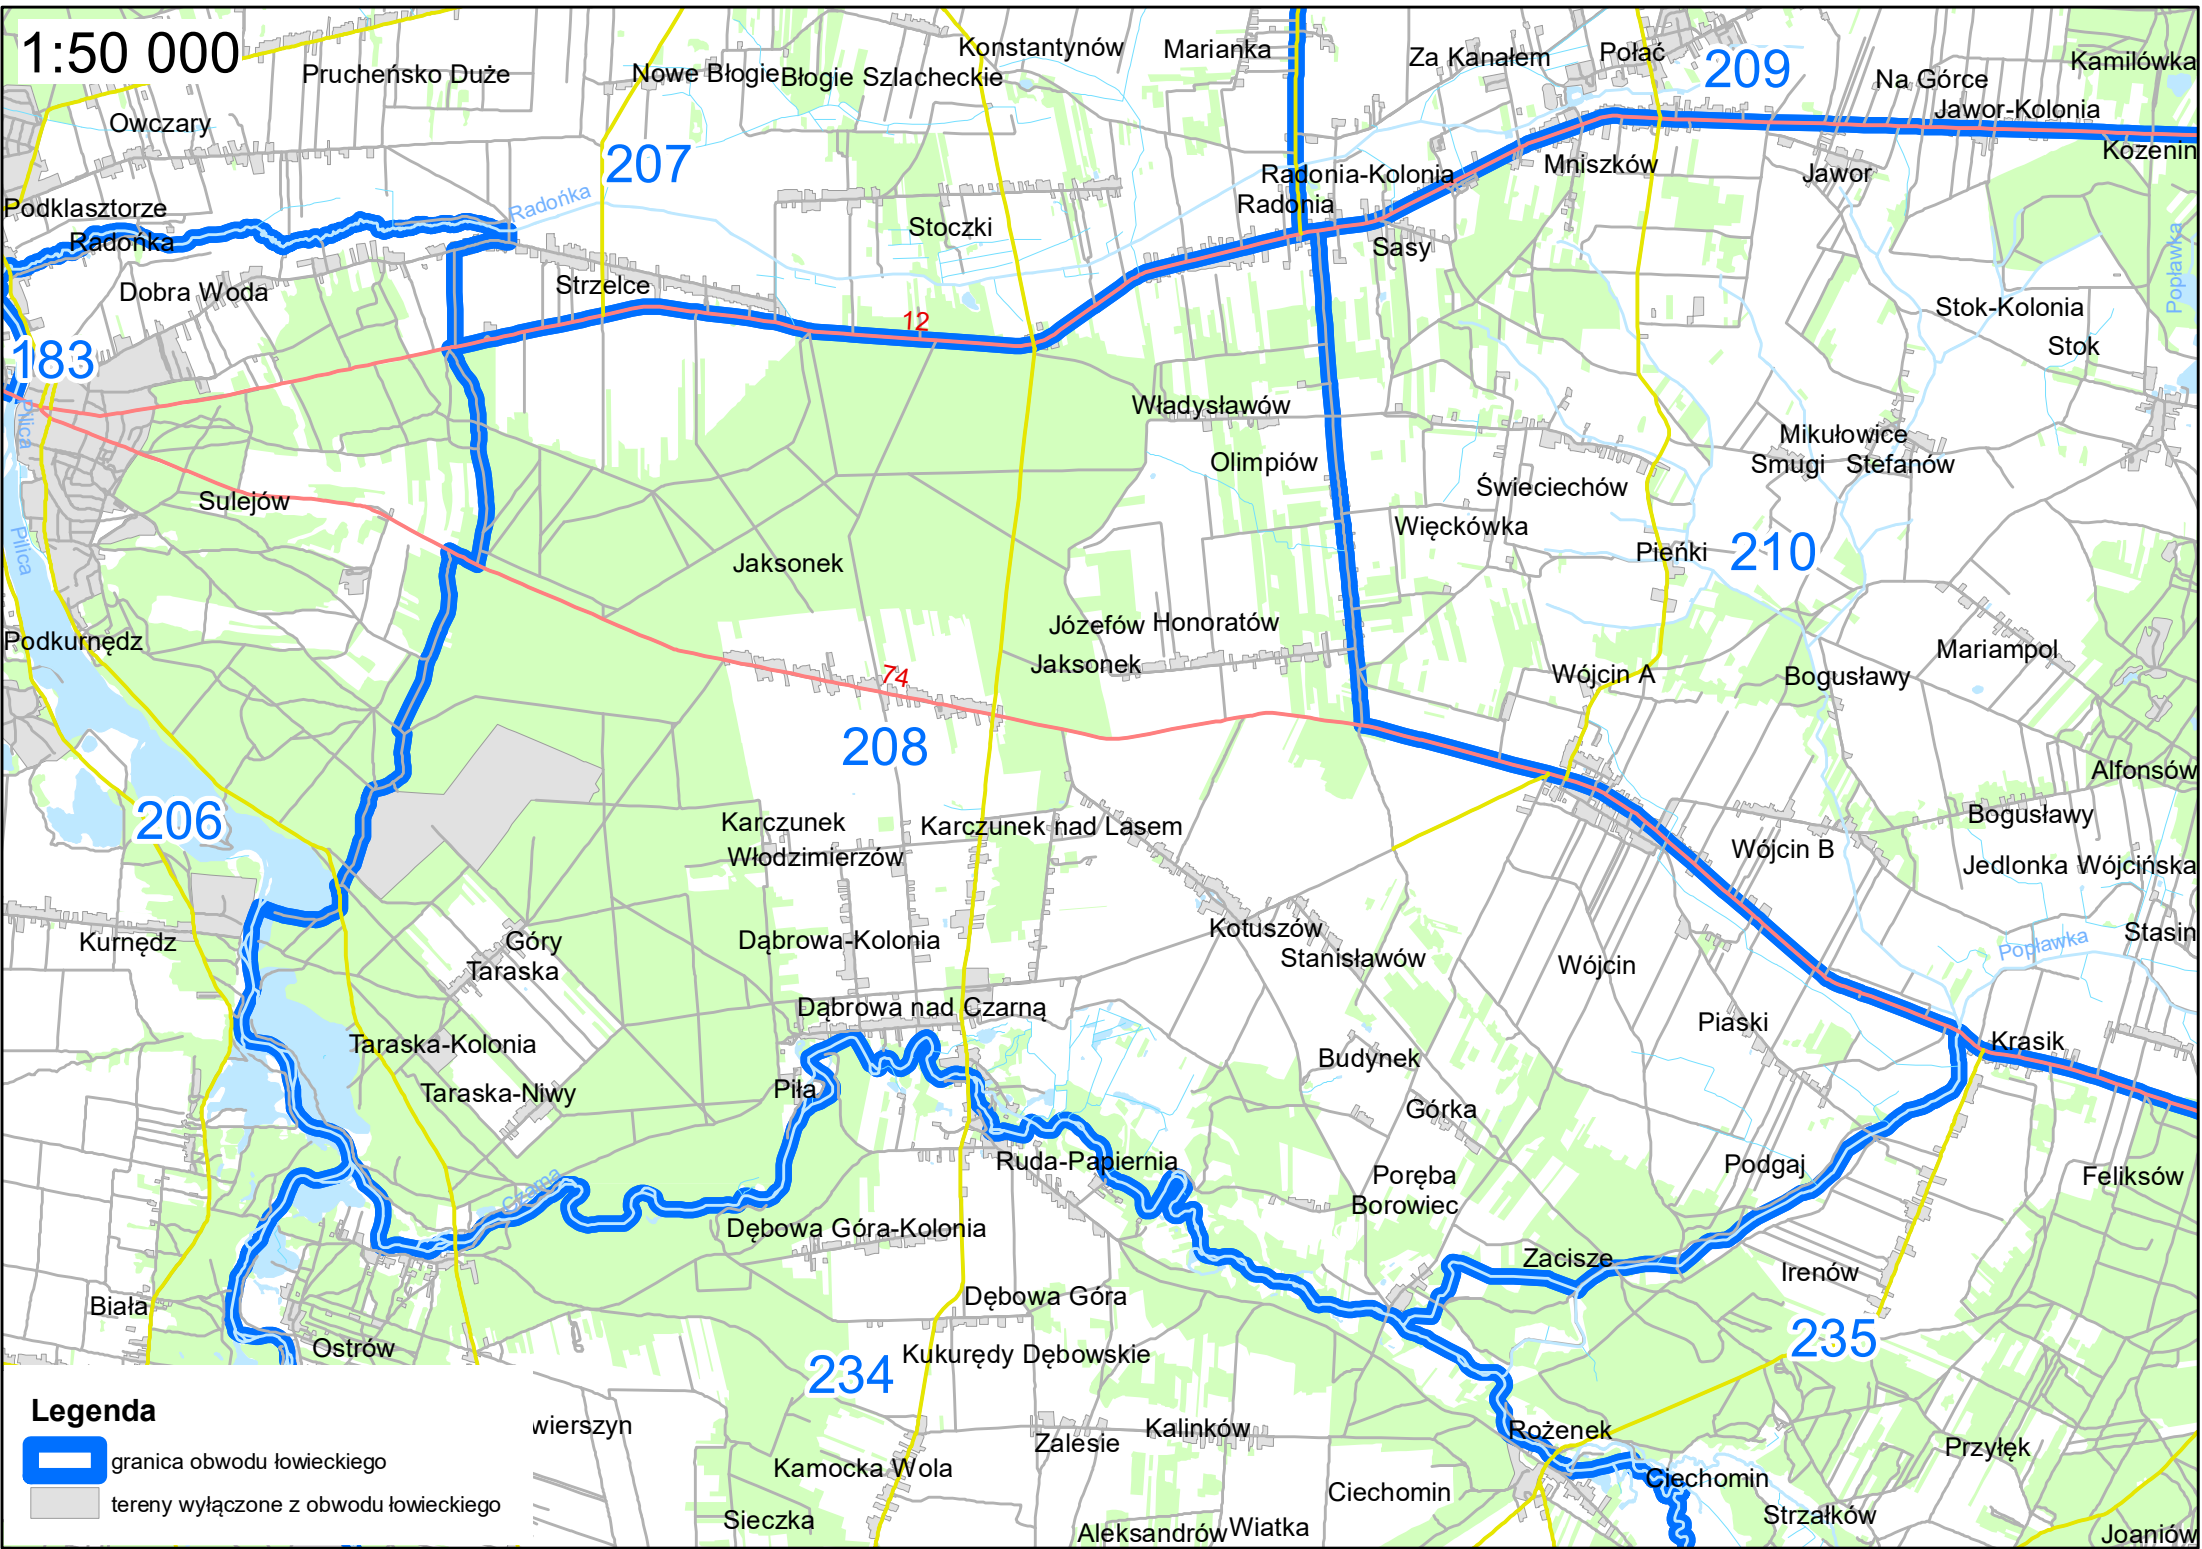 1:50 000
Konstantynów
Marianka
Za Kanałem
Połać
209
Na Górce
Kamilówka
Prucheńsko Duże
Nowe Błogie
Błogie Szlacheckie
Jawor-Kolonia
Owczary
207
Radonia-Kolonia
Mniszków
Jawor
Kozenin
Podklasztorze
Radońka
Radonia
Radońka
Stoczki
Sasy
Popławka
Dobra Woda
Strzelce
12
Stok-Kolonia
Stok
183
Pilica
Władysławów
Mikułowice
Olimpiów
Smugi
Stefanów
Sulejów
Świeciechów
Więckówka
Pilica
Jaksonek
Pieńki
210
Józefów
Honoratów
Podkurnędz
Jaksonek
Mariampol
74
Wójcin A
Bogusławy
208
Alfonsów
206
Karczunek
Karczunek nad Lasem
Bogusławy
Włodzimierzów
Wójcin B
Jedlonka Wójcińska
Kurnędz
Góry
Taraska
Dąbrowa-Kolonia
Kotuszów
Stanisławów
Wójcin
Popławka
Stasin
Dąbrowa nad Czarną
Piaski
Krasik
Taraska-Kolonia
Budynek
Taraska-Niwy
Piła
Górka
Ruda-Papiernia
Podgaj
Czarna
Poręba
Borowiec
Feliksów
Dębowa Góra-Kolonia
Zacisze
Irenów
Biała
Dębowa Góra
Ostrów
234
Kukurędy Dębowskie
235
Legenda
wierszyn
Zalesie
Kalinków
Rożenek
Przyłęk
granica obwodu łowieckiego
Kamocka Wola
Ciechomin
Ciechomin
tereny wyłączone z obwodu łowieckiego
Sieczka
Aleksandrów
Wiatka
Strzałków
Joaniów